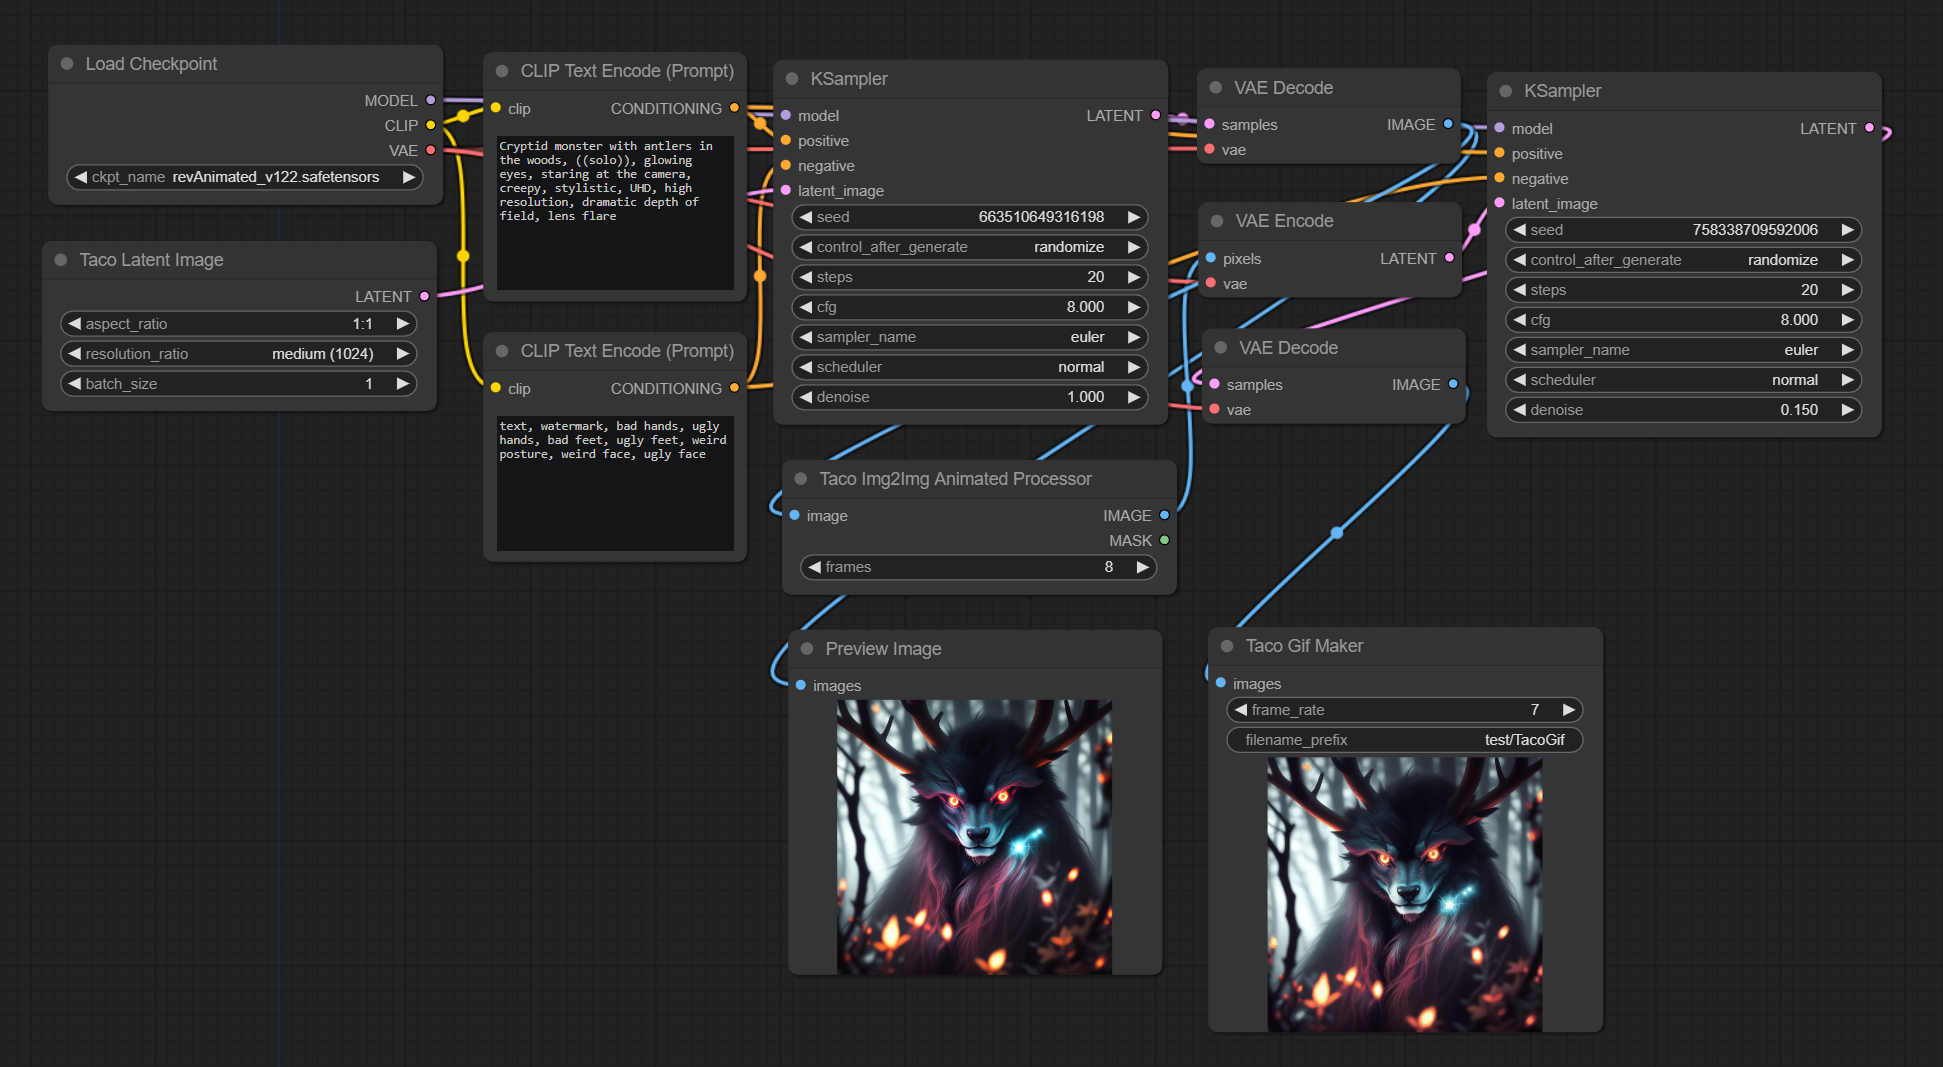 Load Checkpoint
MODEL
CLIP
VAE
ckpt_name revAnimated_v122.safetensors
Taco Latent Image
LATENT
aspect_ratio 1:1
resolution_ratio medium (1024)
batch_size 1
CLIP Text Encode (Prompt)
clip CONDITIONING
Cryptid monster with antlers in
the woods, ((solo)), glowing
eyes, staring at the camera,
creepy, stylistic, UHD, high
resolution, dramatic depth of
field, lens flare
CLIP Text Encode (Prompt)
clip CONDITIONING
text, watermark, bad hands, ugly
hands, bad feet, ugly feet, weird
posture, weird face, ugly face
KSampler
model LATENT
positive
negative
latent_image
seed 663510649316198
control_after_generate randomize
steps 20
cfg 8.000
sampler_name euler
scheduler normal
denoise 1.000
Taco Img2Img Animated Processor
image IMAGE
MASK
frames 8
Preview Image
images
VAE Decode
samples IMAGE
vae
VAE Encode
pixels LATENT
vae
VAE Decode
samples IMAGE
vae
KSampler
model LATENT
positive
negative
latent_image
seed 758338709592006
control_after_generate randomize
steps 20
cfg 8.000
sampler_name euler
scheduler normal
denoise 0.150
Taco Gif Maker
images
frame_rate 7
filename_prefix test/TacoGif